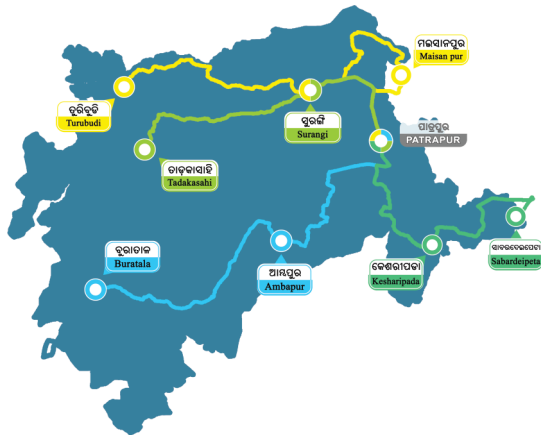 ମଇସାନପୁର
Maisan pur
ତୁରିବୁଡି
Turubudi
ସୁରଙ୍ଗି
Surangi
ପାତ୍ରପୁର
PATRAPUR
ତାଡ଼କାସାହି
Tadakasahi
ବୁରାତାଳ
Buratala
ଆମ୍ବପୁର
Ambapur
କେଶରୀପଡା
Kesharipada
Sabardeipeta